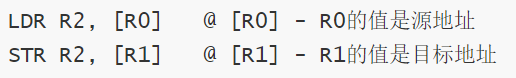 LDR R2, [R0]   @ [R0] - R0的值是源地址
STR R2, [R1]   @ [R1] - R1的值是目标地址